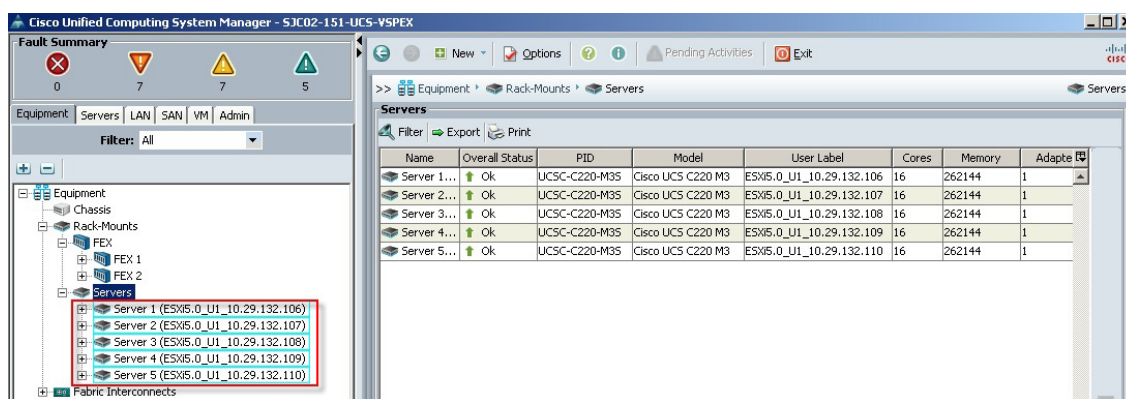 Cisco Unified Computing System Manager - SJC02-151-UCS-VSPEX
Fault Summary
0 7 7 5
Equipment Servers LAN SAN VM Admin
Filter: All
Equipment
Chassis
Rack-Mounts
FEX
FEX 1
FEX 2
Servers
Server 1 (ESXi5.0_U1_10.29.132.106)
Server 2 (ESXi5.0_U1_10.29.132.107)
Server 3 (ESXi5.0_U1_10.29.132.108)
Server 4 (ESXi5.0_U1_10.29.132.109)
Server 5 (ESXi5.0_U1_10.29.132.110)
Fabric Interconnects
New Options Pending Activities Exit
CISC
>> Equipment Rack-Mounts Servers Servers
Servers
Filter Export Print
Name Overall Status PID Model User Label Cores Memory Adapte
Server 1... Ok UCSC-C220-M3S Cisco UCS C220 M3 ESXi5.0_U1_10.29.132.106 16 262144 1
Server 2... Ok UCSC-C220-M3S Cisco UCS C220 M3 ESXi5.0_U1_10.29.132.107 16 262144 1
Server 3... Ok UCSC-C220-M3S Cisco UCS C220 M3 ESXi5.0_U1_10.29.132.108 16 262144 1
Server 4... Ok UCSC-C220-M3S Cisco UCS C220 M3 ESXi5.0_U1_10.29.132.109 16 262144 1
Server 5... Ok UCSC-C220-M3S Cisco UCS C220 M3 ESXi5.0_U1_10.29.132.110 16 262144 1